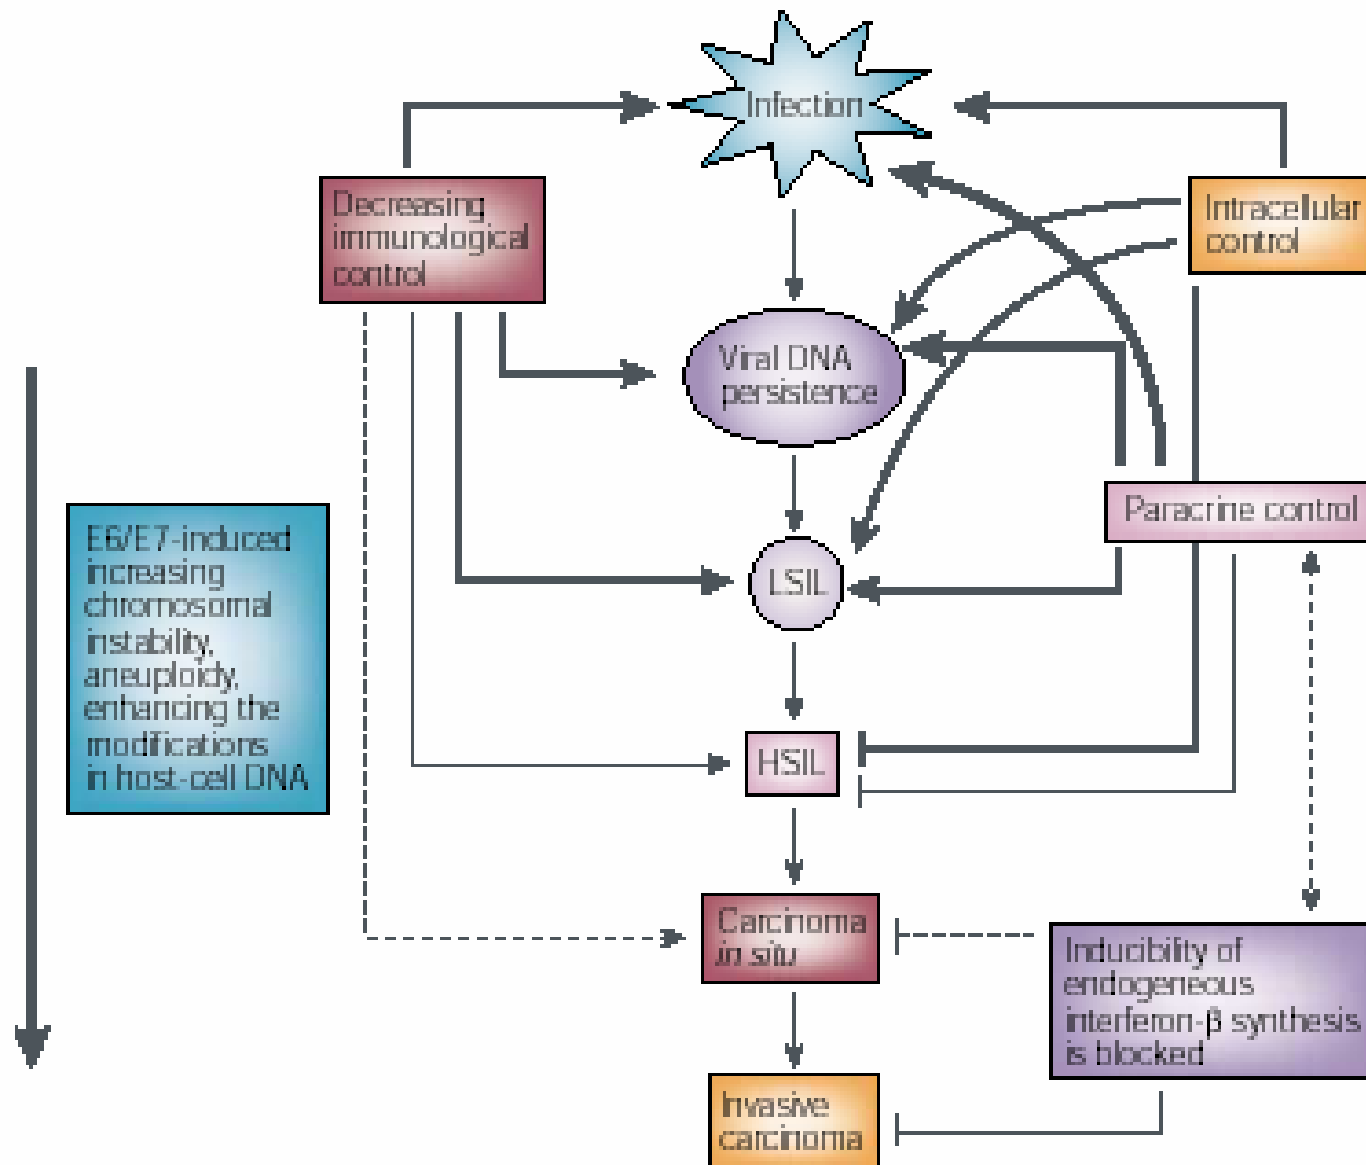 Infection
Decreasing
immunological
control
Intracellular
control
Viral DNA
persistence
Paracrine control
E6/E7-induced
increasing
chromosomal
instability,
aneuploidy,
enhancing the
modifications
in host-cell DNA
LSIL
HSIL
Carcinoma
in situ
Inducibility of
endogeneous
interferon-β synthesis
is blocked
Invasive
carcinoma